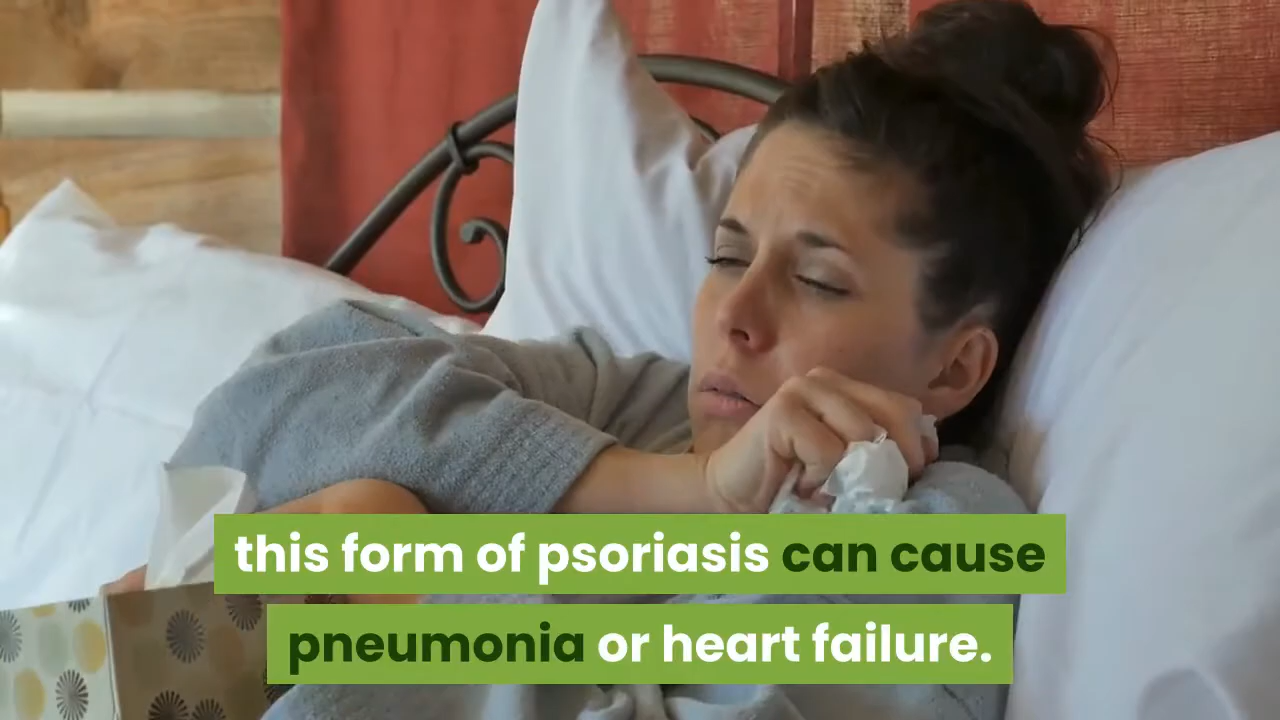 this form of psoriasis can cause
pneumonia or heart failure.